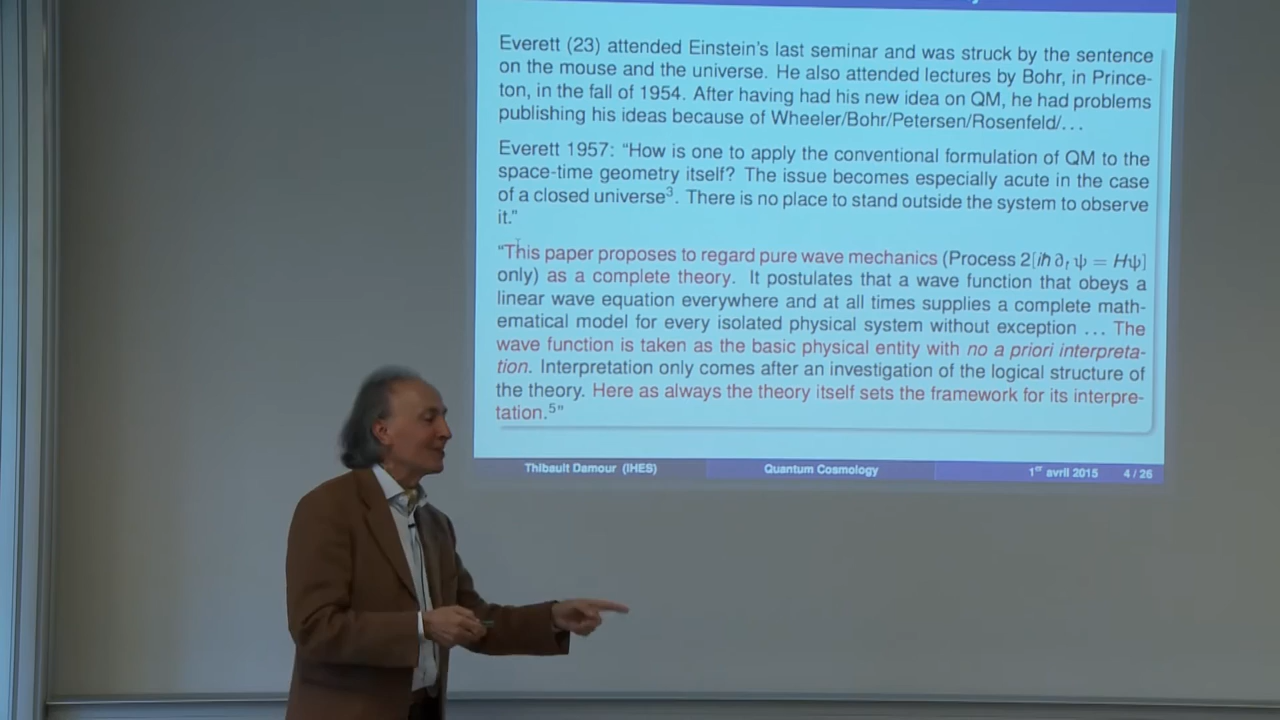 Everett (23) attended Einstein's last seminar and was struck by the sentence
on the mouse and the universe. He also attended lectures by Bohr, in Prince-
ton, in the fall of 1954. After having had his new idea on QM, he had problems
publishing his ideas because of Wheeler/Bohr/Petersen/Rosenfeld/...
Everett 1957: “How is one to apply the conventional formulation of QM to the
space-time geometry itself? The issue becomes especially acute in the case
of a closed universe³. There is no place to stand outside the system to observe
it.”
“This paper proposes to regard pure wave mechanics (Process 2[iħ ∂ₜ ψ = Hψ]
only) as a complete theory. It postulates that a wave function that obeys a
linear wave equation everywhere and at all times supplies a complete math-
ematical model for every isolated physical system without exception ... The
wave function is taken as the basic physical entity with no a priori interpreta-
tion. Interpretation only comes after an investigation of the logical structure of
the theory. Here as always the theory itself sets the framework for its interpre-
tation.⁵”
Thibault Damour (IHES) Quantum Cosmology 1er avril 2015 4 / 26